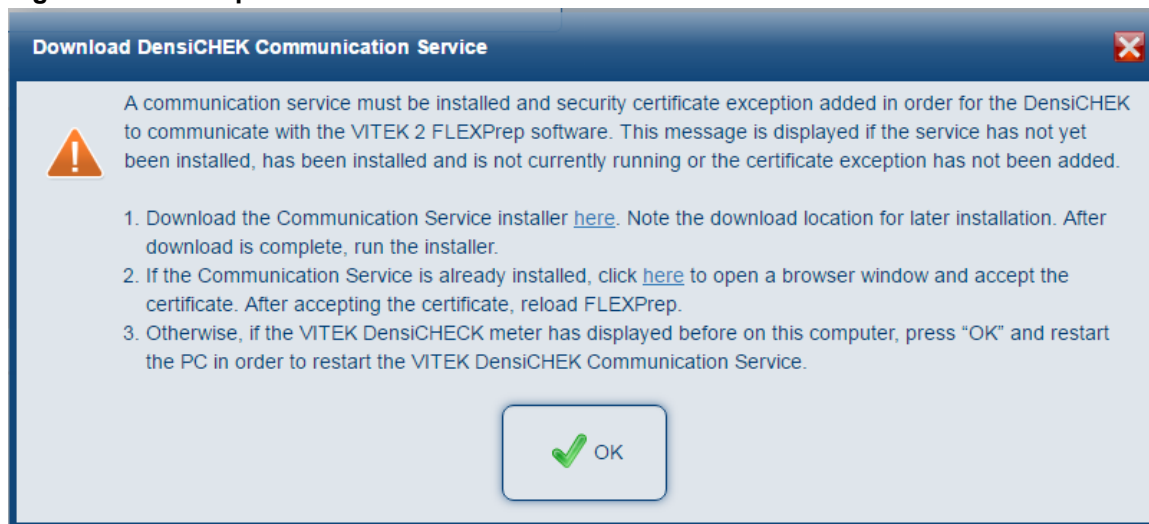 Download DensiCHEK Communication Service
A communication service must be installed and security certificate exception added in order for the DensiCHEK
to communicate with the VITEK 2 FLEXPrep software. This message is displayed if the service has not yet
been installed, has been installed and is not currently running or the certificate exception has not been added.
1. Download the Communication Service installer here. Note the download location for later installation. After
download is complete, run the installer.
2. If the Communication Service is already installed, click here to open a browser window and accept the
certificate. After accepting the certificate, reload FLEXPrep.
3. Otherwise, if the VITEK DensiCHECK meter has displayed before on this computer, press “OK” and restart
the PC in order to restart the VITEK DensiCHEK Communication Service.
OK